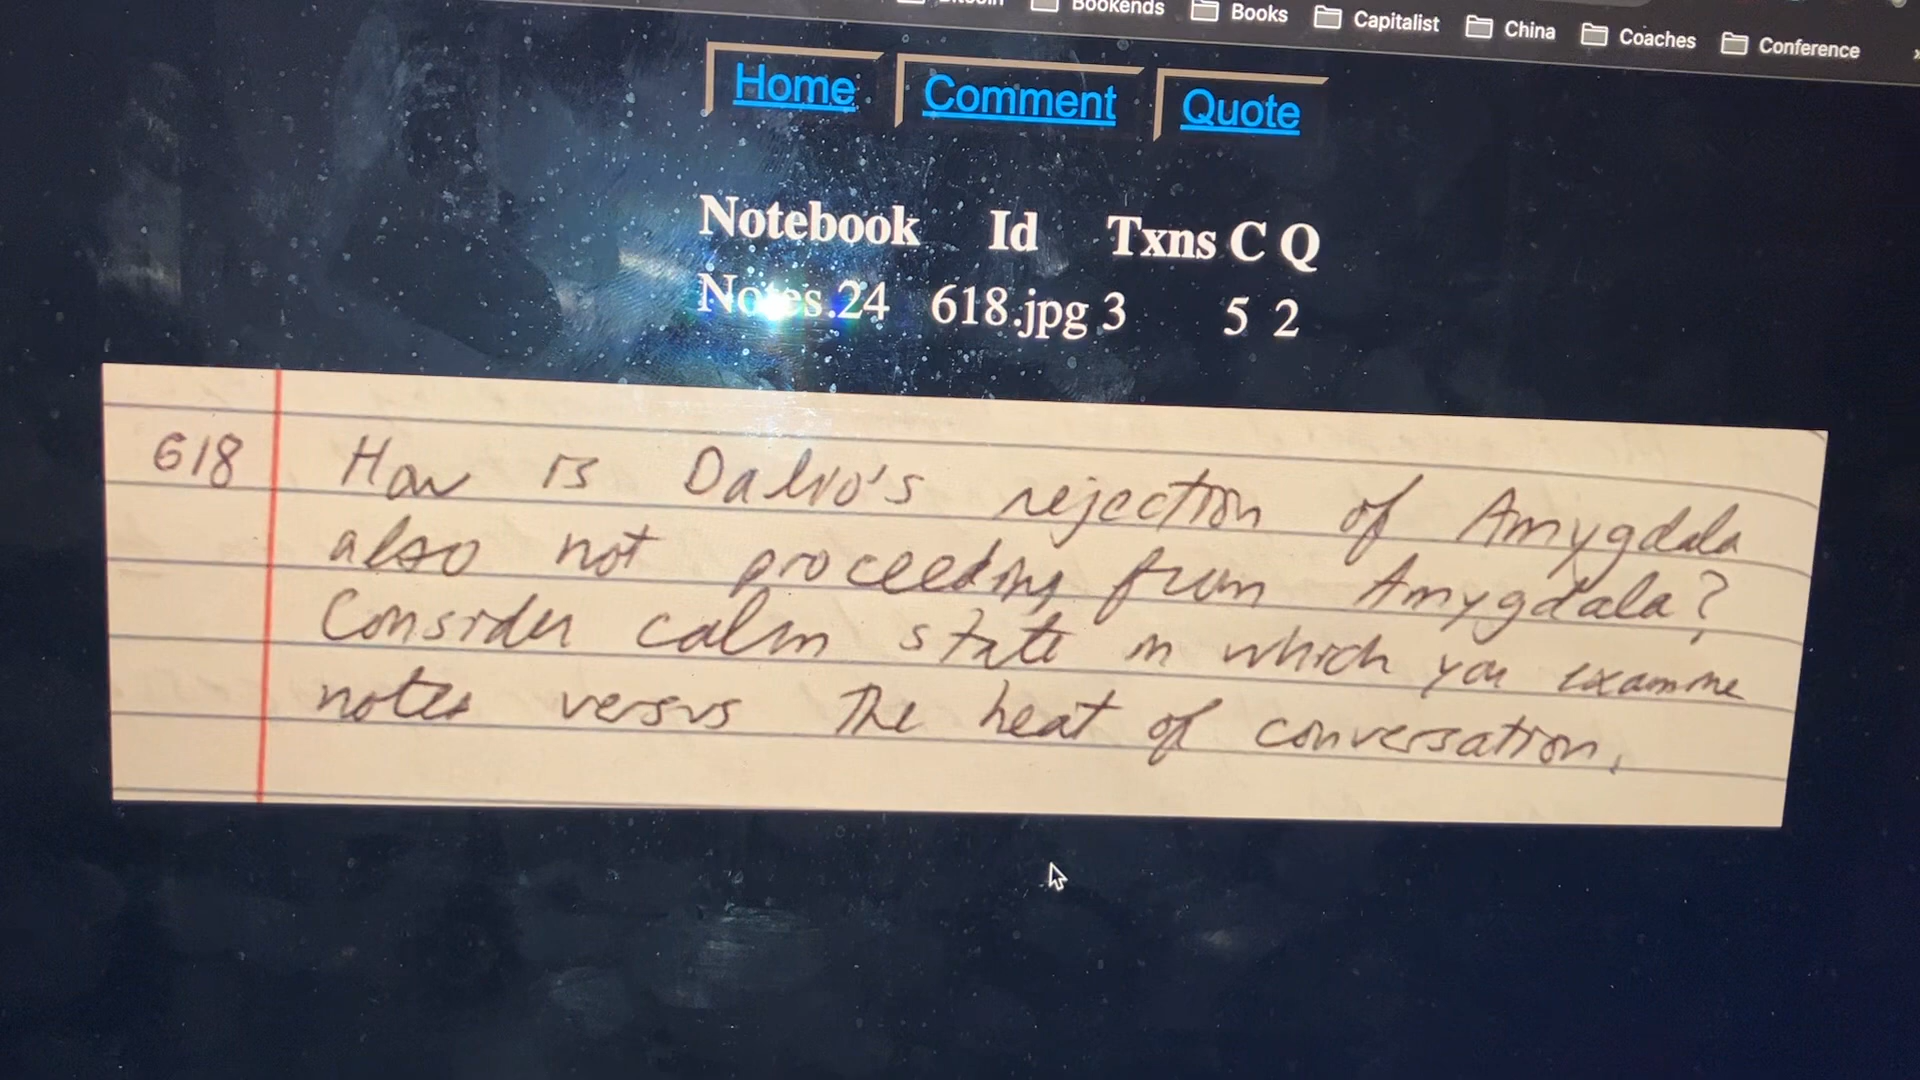 Bookends Books Capitalist China Coaches Conference »
Home Comment Quote
Notebook Id Txns C Q
Notes.24 618.jpg 3 5 2
618 How is Dalio's rejection of Amygdala
also not proceeding from Amygdala?
Consider calm state in which you examine
notes versus the heat of conversation.